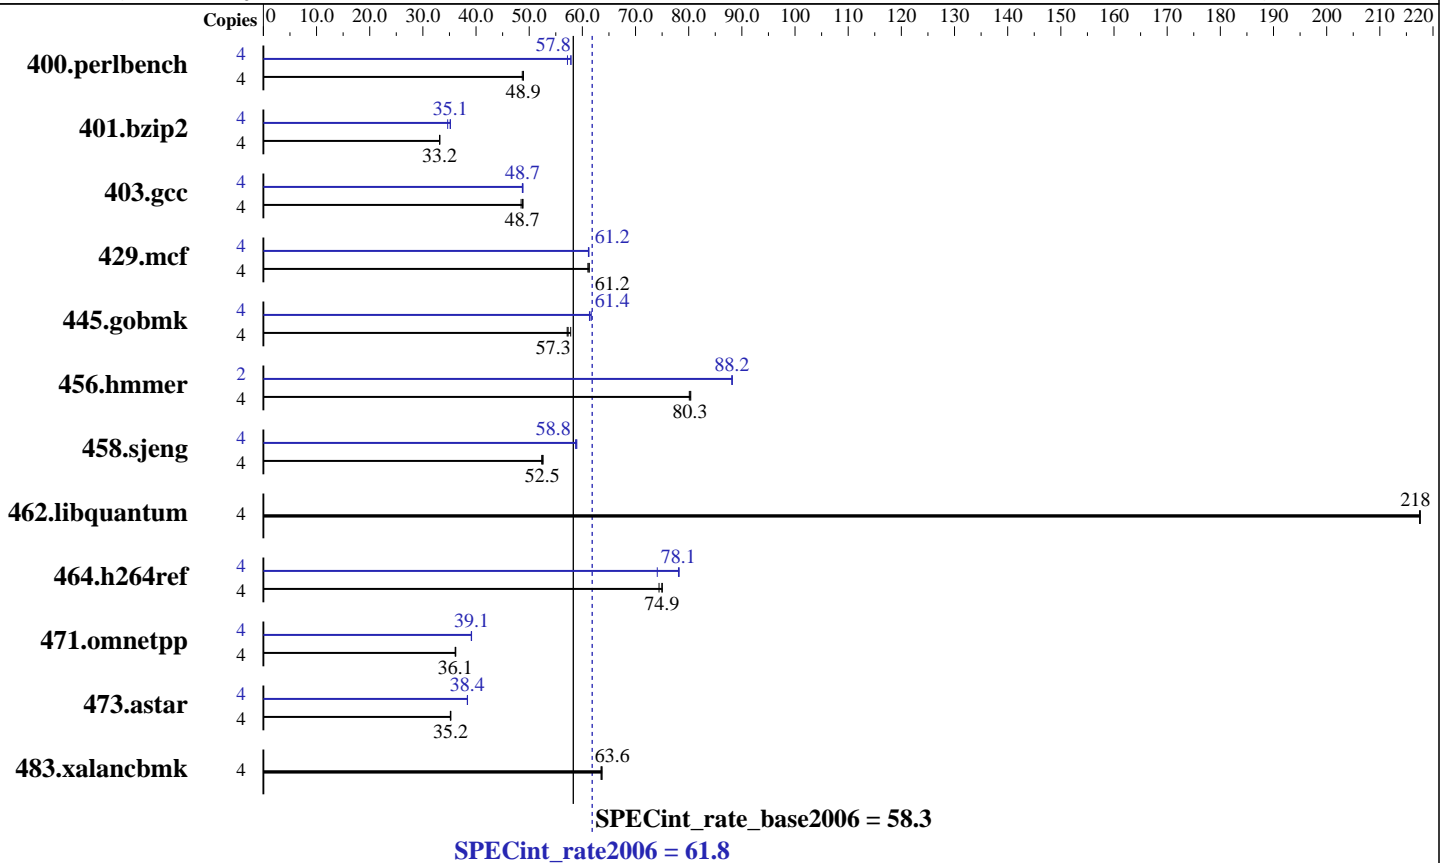 Copies 0 10.0 20.0 30.0 40.0 50.0 60.0 70.0 80.0 90.0 100 110 120 130 140 150 160 170 180 190 200 210 220
400.perlbench 4 57.8
4 48.9
401.bzip2 4 35.1
4 33.2
403.gcc 4 48.7
4 48.7
429.mcf 4 61.2
4 61.2
445.gobmk 4 61.4
4 57.3
456.hmmer 2 88.2
4 80.3
458.sjeng 4 58.8
4 52.5
462.libquantum 4 218
464.h264ref 4 78.1
4 74.9
471.omnetpp 4 39.1
4 36.1
473.astar 4 38.4
4 35.2
483.xalancbmk 4 63.6
SPECint_rate_base2006 = 58.3
SPECint_rate2006 = 61.8